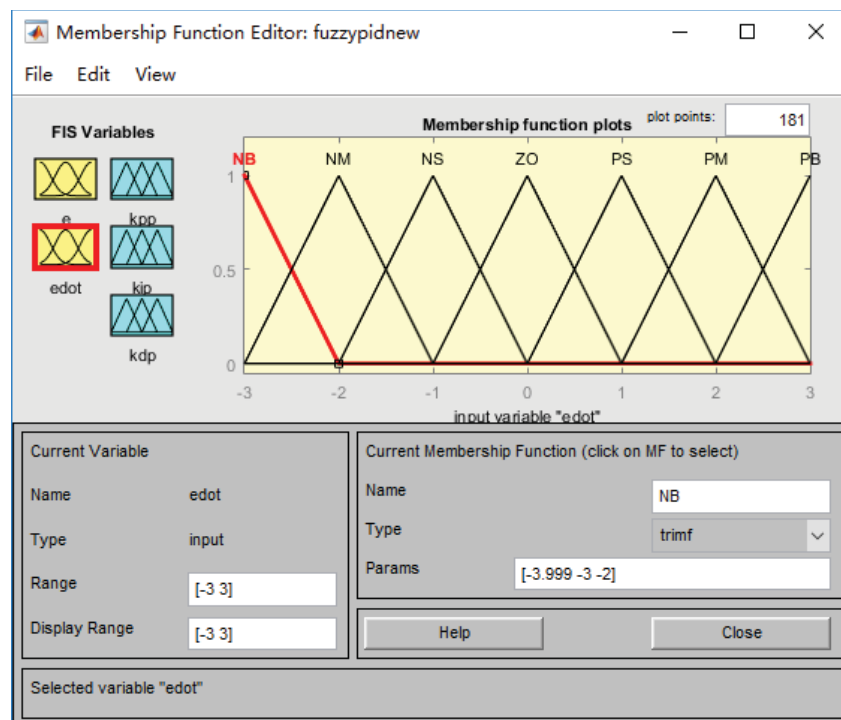 Membership Function Editor: fuzzypidnew
File Edit View
FIS Variables
e
kpp
edot
kip
kdp
Membership function plots
plot points: 181
NB NM NS ZO PS PM PB
1
0.5
0
-3 -2 -1 0 1 2 3
input variable "edot"
Current Variable
Name edot
Type input
Range [-3 3]
Display Range [-3 3]
Current Membership Function (click on MF to select)
Name NB
Type trimf
Params [-3.999 -3 -2]
Help Close
Selected variable "edot"